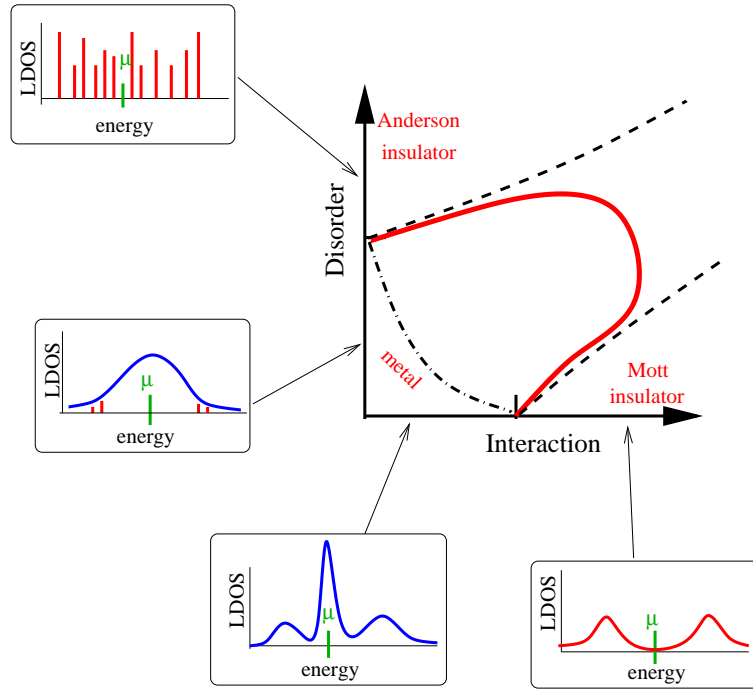 LDOS
μ
energy
Anderson
insulator
Disorder
metal
Mott
insulator
Interaction
LDOS
μ
energy
LDOS
μ
energy
LDOS
μ
energy